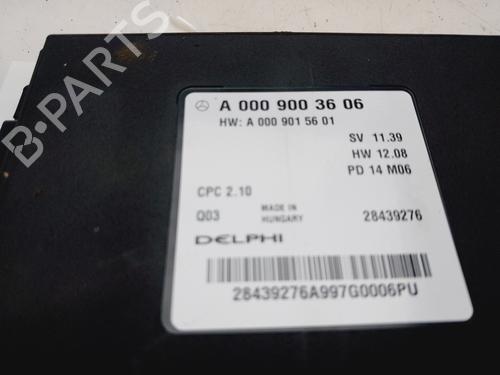 A 000 900 36 06
HW: A 000 901 56 01
SV 11.39
HW 12.08
PD 14 M06
CPC 2.10
Q03
MADE IN
HUNGARY
28439276
DELPHI
28439276A997G0006PU
B-PARTS